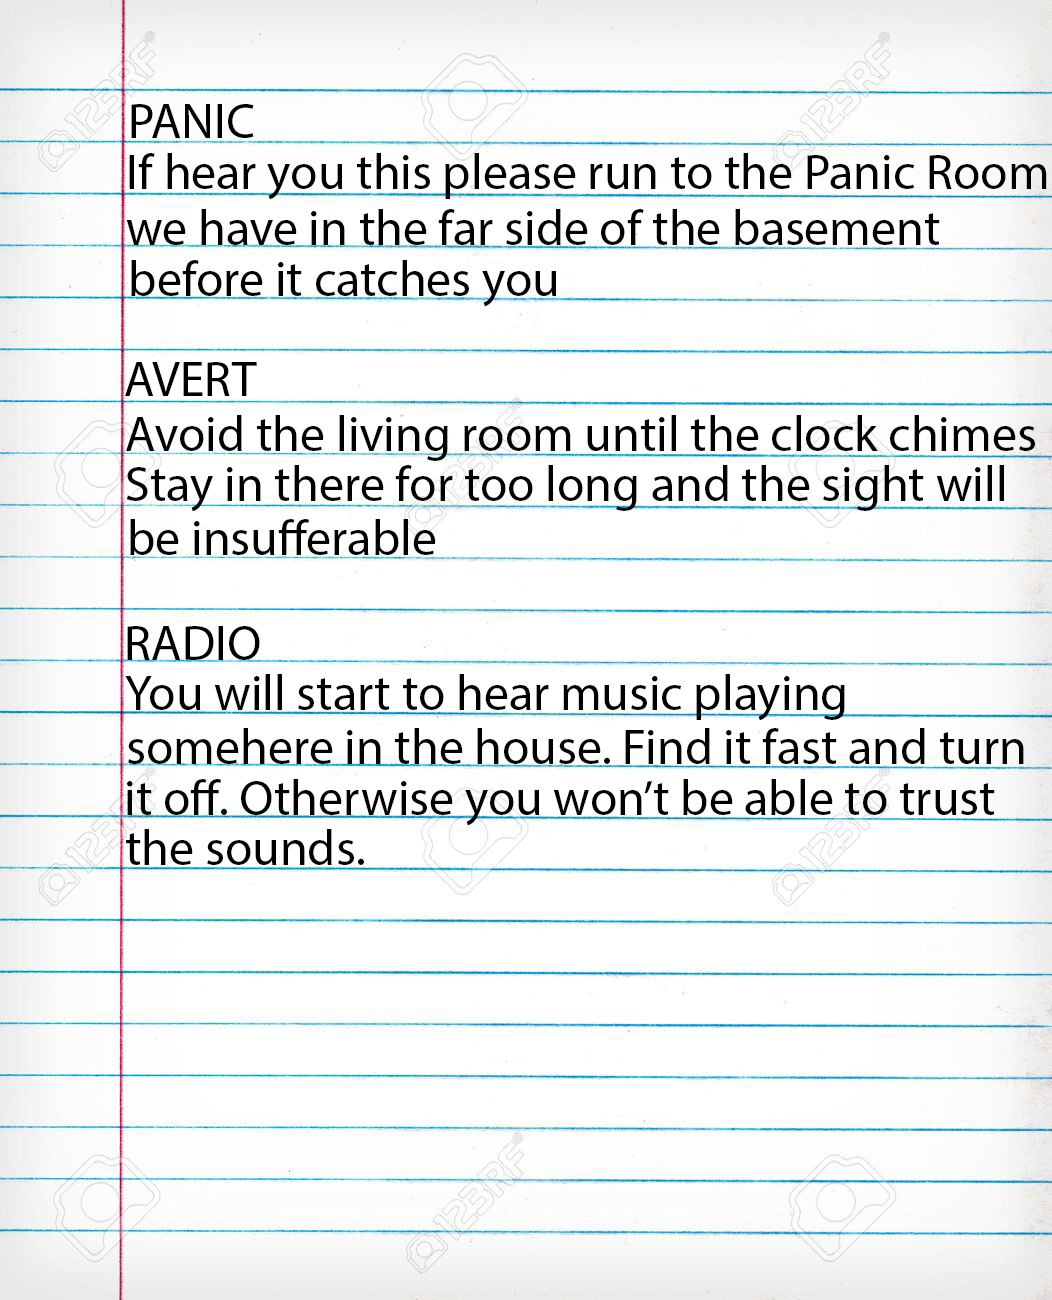 PANIC
If hear you this please run to the Panic Room
we have in the far side of the basement
before it catches you
AVERT
Avoid the living room until the clock chimes
Stay in there for too long and the sight will
be insufferable
RADIO
You will start to hear music playing
somehere in the house. Find it fast and turn
it off. Otherwise you won't be able to trust
the sounds.
123RF
123RF
123RF
123RF
123RF
123RF